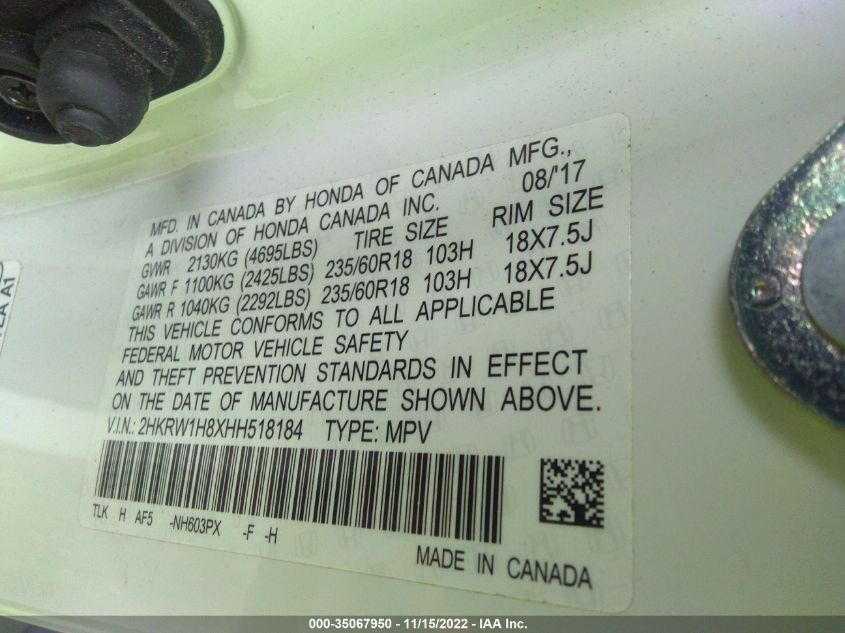 MFD. IN CANADA BY HONDA OF CANADA MFG.,
A DIVISION OF HONDA CANADA INC. 08/'17
GVWR 2130KG (4695LBS) TIRE SIZE RIM SIZE
GAWR F 1100KG (2425LBS) 235/60R18 103H 18X7.5J
GAWR R 1040KG (2292LBS) 235/60R18 103H 18X7.5J
THIS VEHICLE CONFORMS TO ALL APPLICABLE
FEDERAL MOTOR VEHICLE SAFETY
AND THEFT PREVENTION STANDARDS IN EFFECT
ON THE DATE OF MANUFACTURE SHOWN ABOVE.
V.I.N.: 2HKRW1H8XHH518184 TYPE: MPV
TLK H AF5 -NH603PX -F -H
MADE IN CANADA
000-35067950 - 11/15/2022 - IAA Inc.